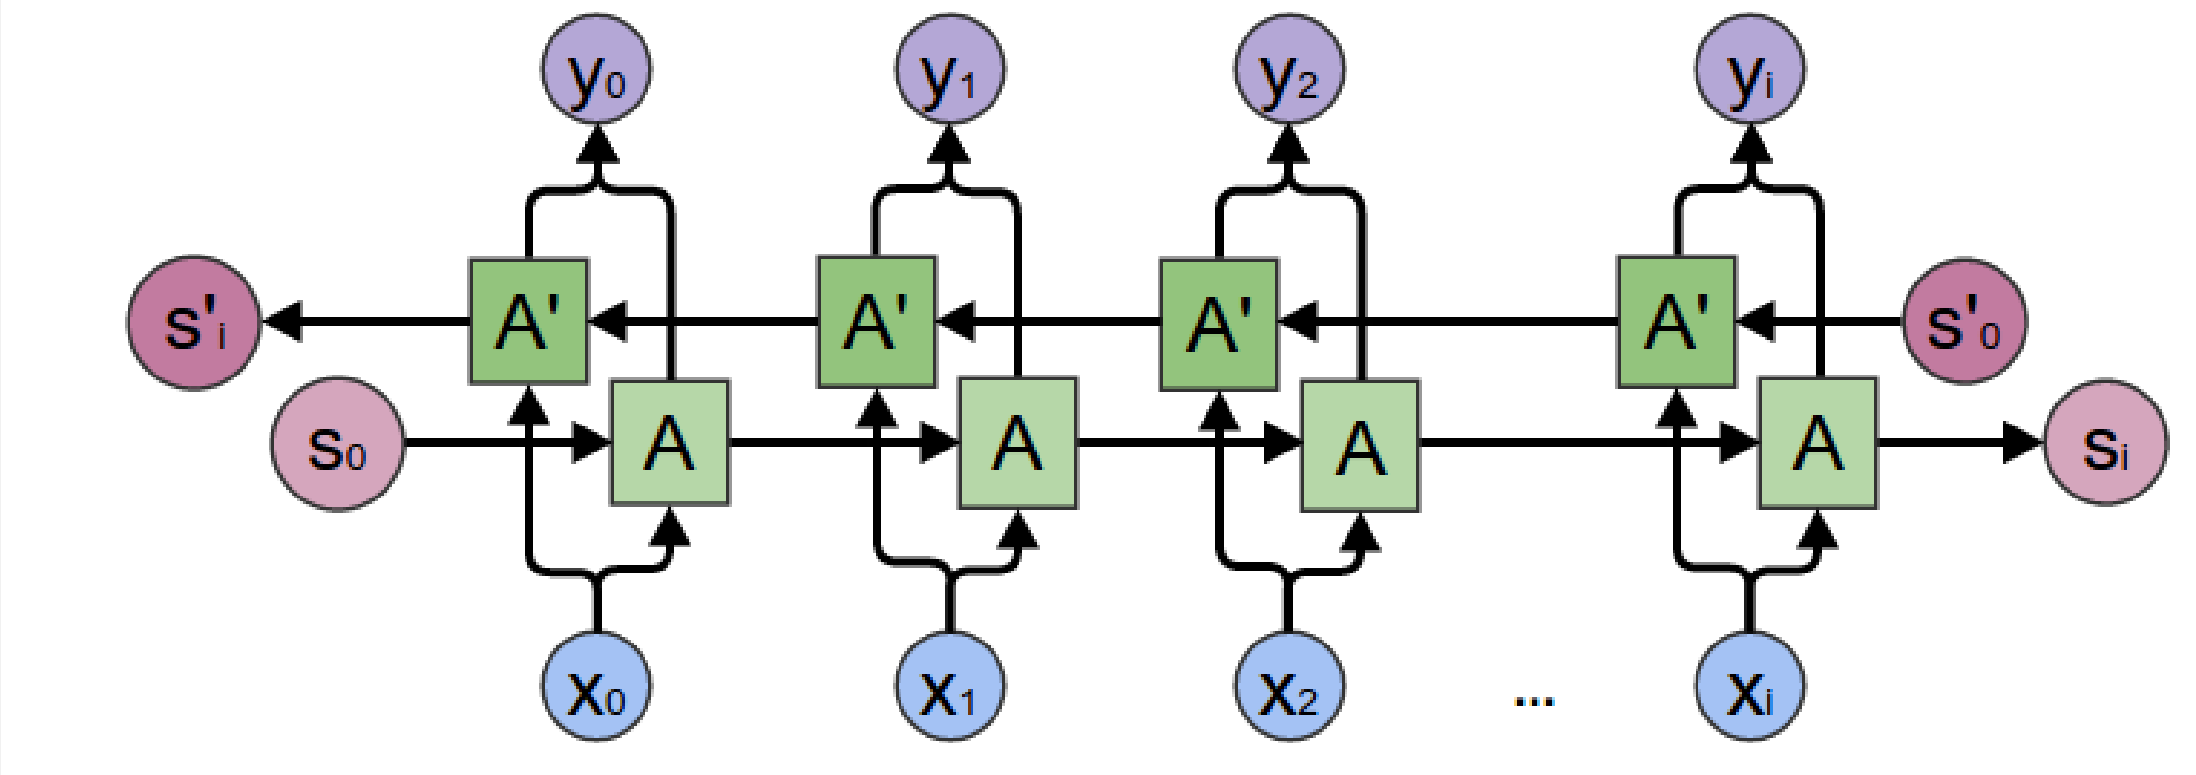 y0 y1 y2 yi
s'i A' A' A' A' s'0
s0 A A A A si
x0 x1 x2 ... xi